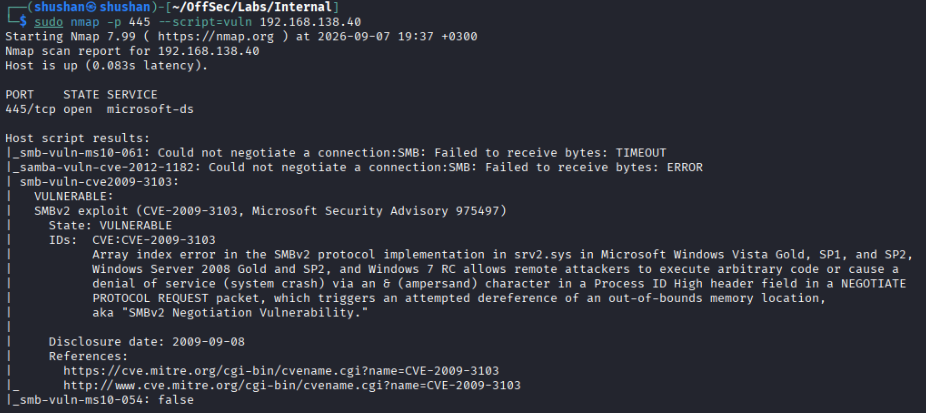 ┌──(shushan㉿shushan)-[~/OffSec/Labs/Internal]
└─$ sudo nmap -p 445 --script=vuln 192.168.138.40
Starting Nmap 7.99 ( https://nmap.org ) at 2026-09-07 19:37 +0300
Nmap scan report for 192.168.138.40
Host is up (0.083s latency).

PORT    STATE SERVICE
445/tcp open  microsoft-ds

Host script results:
|_smb-vuln-ms10-061: Could not negotiate a connection:SMB: Failed to receive bytes: TIMEOUT
|_samba-vuln-cve-2012-1182: Could not negotiate a connection:SMB: Failed to receive bytes: ERROR
| smb-vuln-cve2009-3103:
|   VULNERABLE:
|   SMBv2 exploit (CVE-2009-3103, Microsoft Security Advisory 975497)
|     State: VULNERABLE
|     IDs:  CVE:CVE-2009-3103
|           Array index error in the SMBv2 protocol implementation in srv2.sys in Microsoft Windows Vista Gold, SP1, and SP2,
|           Windows Server 2008 Gold and SP2, and Windows 7 RC allows remote attackers to execute arbitrary code or cause a
|           denial of service (system crash) via an & (ampersand) character in a Process ID High header field in a NEGOTIATE
|           PROTOCOL REQUEST packet, which triggers an attempted dereference of an out-of-bounds memory location,
|           aka "SMBv2 Negotiation Vulnerability."
|
|     Disclosure date: 2009-09-08
|     References:
|       https://cve.mitre.org/cgi-bin/cvename.cgi?name=CVE-2009-3103
|_      http://www.cve.mitre.org/cgi-bin/cvename.cgi?name=CVE-2009-3103
|_smb-vuln-ms10-054: false